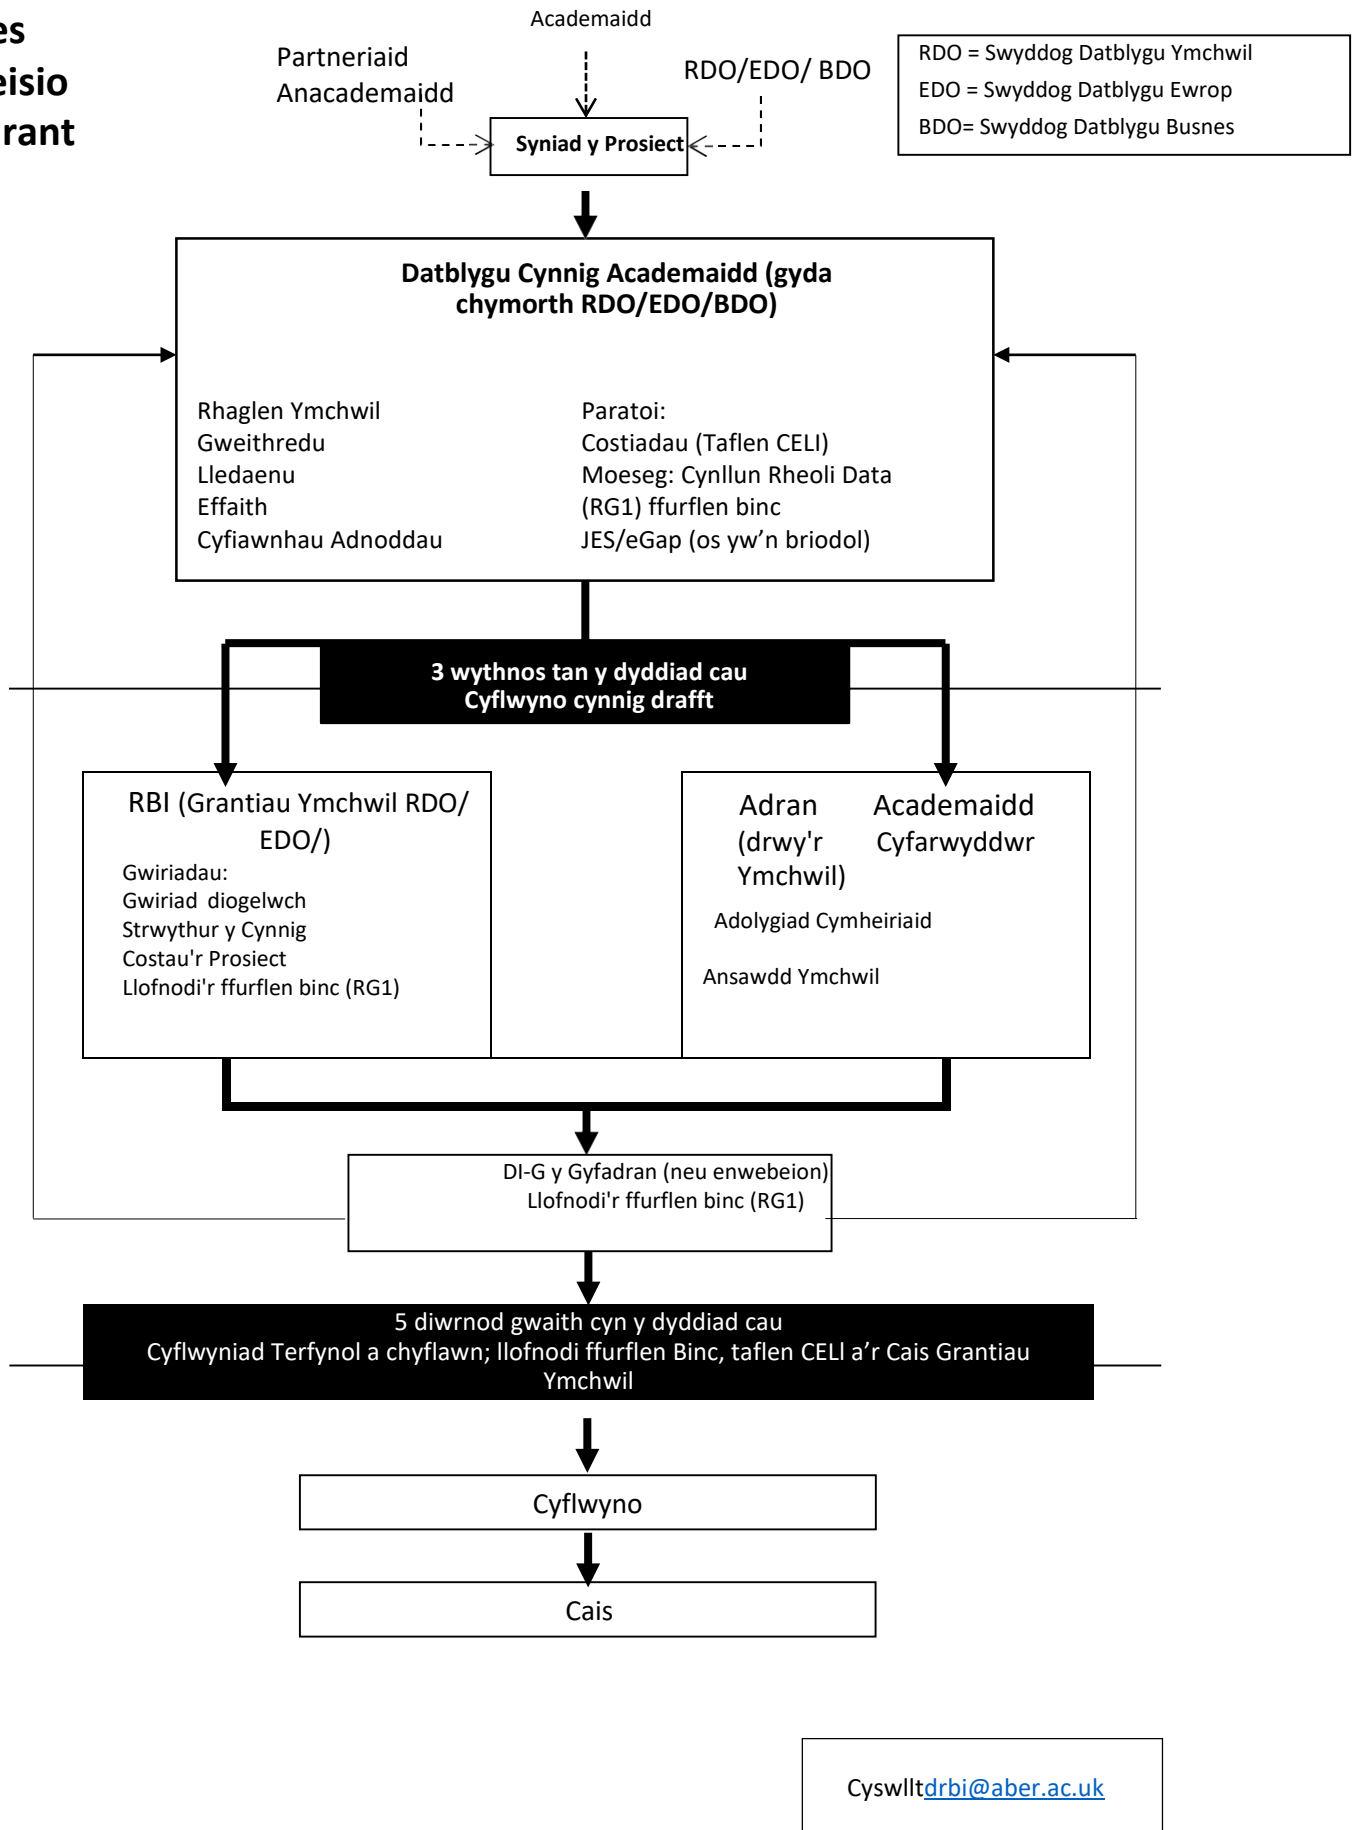 es
eisio
rant
Academaidd
Partneriaid
Anacademaidd
RDO/EDO/ BDO
RDO = Swyddog Datblygu Ymchwil
EDO = Swyddog Datblygu Ewrop
BDO= Swyddog Datblygu Busnes
Syniad y Prosiect
Datblygu Cynnig Academaidd (gyda
chymorth RDO/EDO/BDO)
Rhaglen Ymchwil
Gweithredu
Lledaenu
Effaith
Cyfiawnhau Adnoddau
Paratoi:
Costiadau (Taflen CELI)
Moeseg: Cynllun Rheoli Data
(RG1) ffurflen binc
JES/eGap (os yw’n briodol)
3 wythnos tan y dyddiad cau
Cyflwyno cynnig drafft
RBI (Grantiau Ymchwil RDO/
EDO/)
Gwiriadau:
Gwiriad diogelwch
Strwythur y Cynnig
Costau'r Prosiect
Llofnodi'r ffurflen binc (RG1)
Adran Academaidd
(drwy'r Cyfarwyddwr
Ymchwil)
Adolygiad Cymheiriaid
Ansawdd Ymchwil
DI-G y Gyfadran (neu enwebeion)
Llofnodi'r ffurflen binc (RG1)
5 diwrnod gwaith cyn y dyddiad cau
Cyflwyniad Terfynol a chyflawn; llofnodi ffurflen Binc, taflen CELl a’r Cais Grantiau
Ymchwil
Cyflwyno
Cais
Cyswlltdrbi@aber.ac.uk